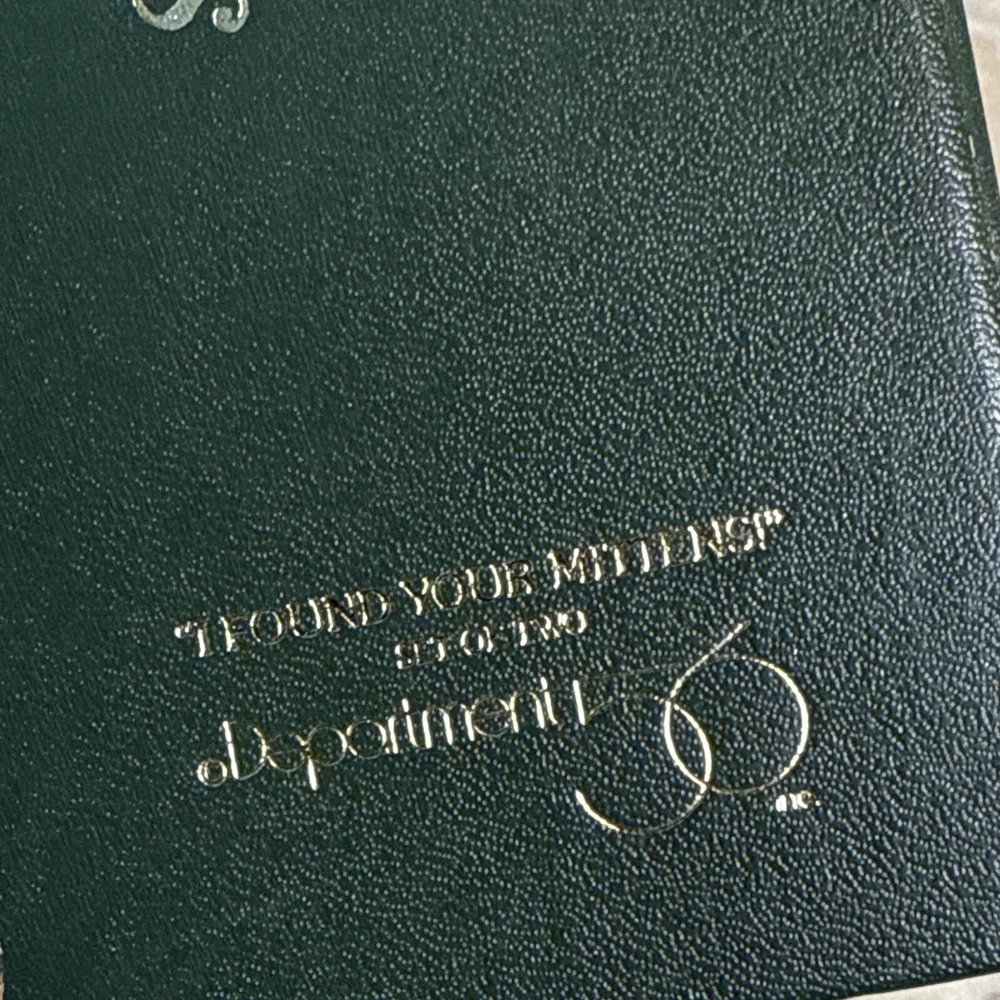 S
"I FOUND YOUR MITTENS!"
SET OF TWO
©Department 56
INC.